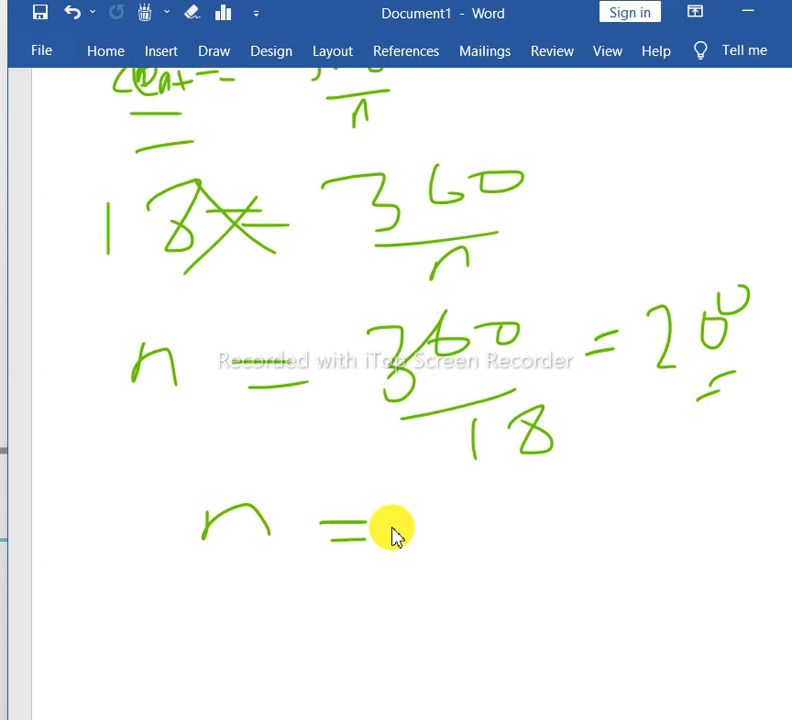 Document1 - Word
Sign in
File Home Insert Draw Design Layout References Mailings Review View Help Tell me
n
18 = 360
n
n = 360 = 20⁰
18
Recorded with iTop Screen Recorder
n =